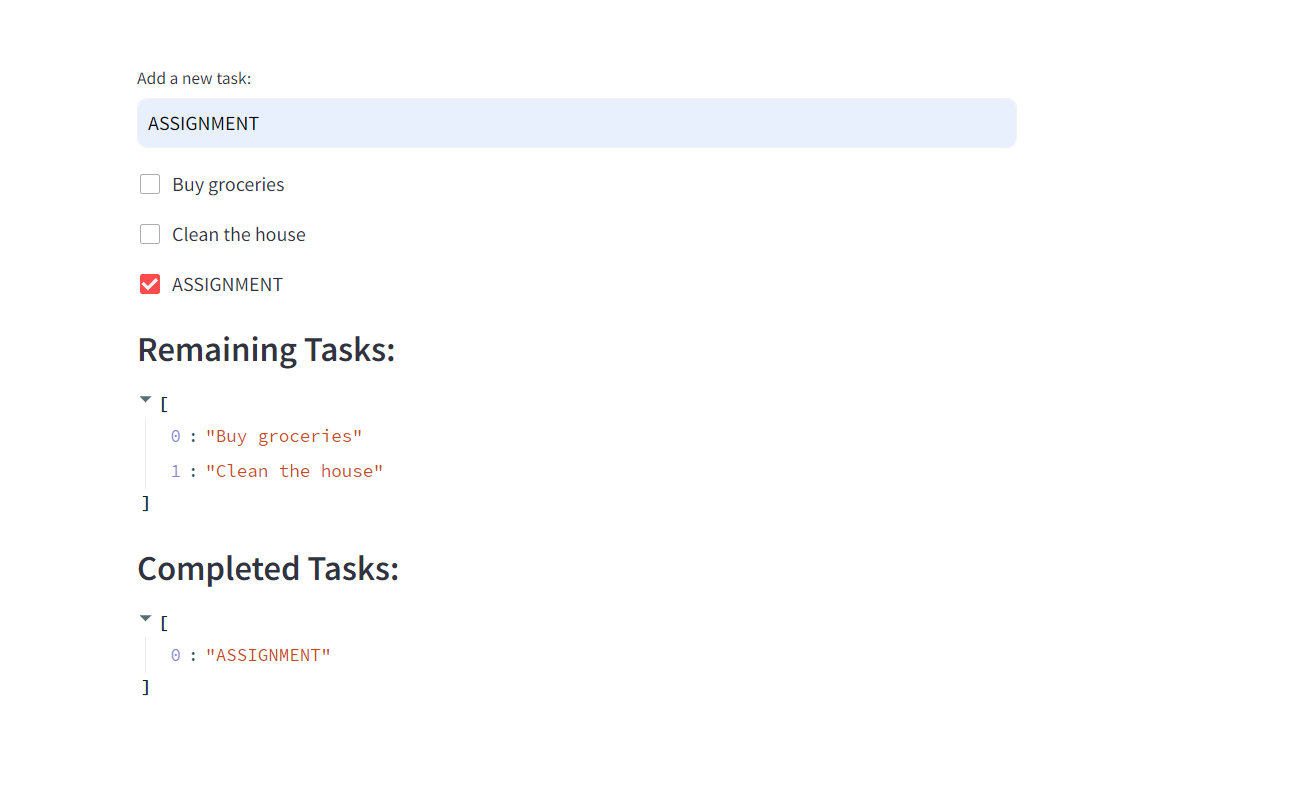 Add a new task:
ASSIGNMENT
Buy groceries
Clean the house
ASSIGNMENT
Remaining Tasks:
[
0 : "Buy groceries"
1 : "Clean the house"
]
Completed Tasks:
[
0 : "ASSIGNMENT"
]